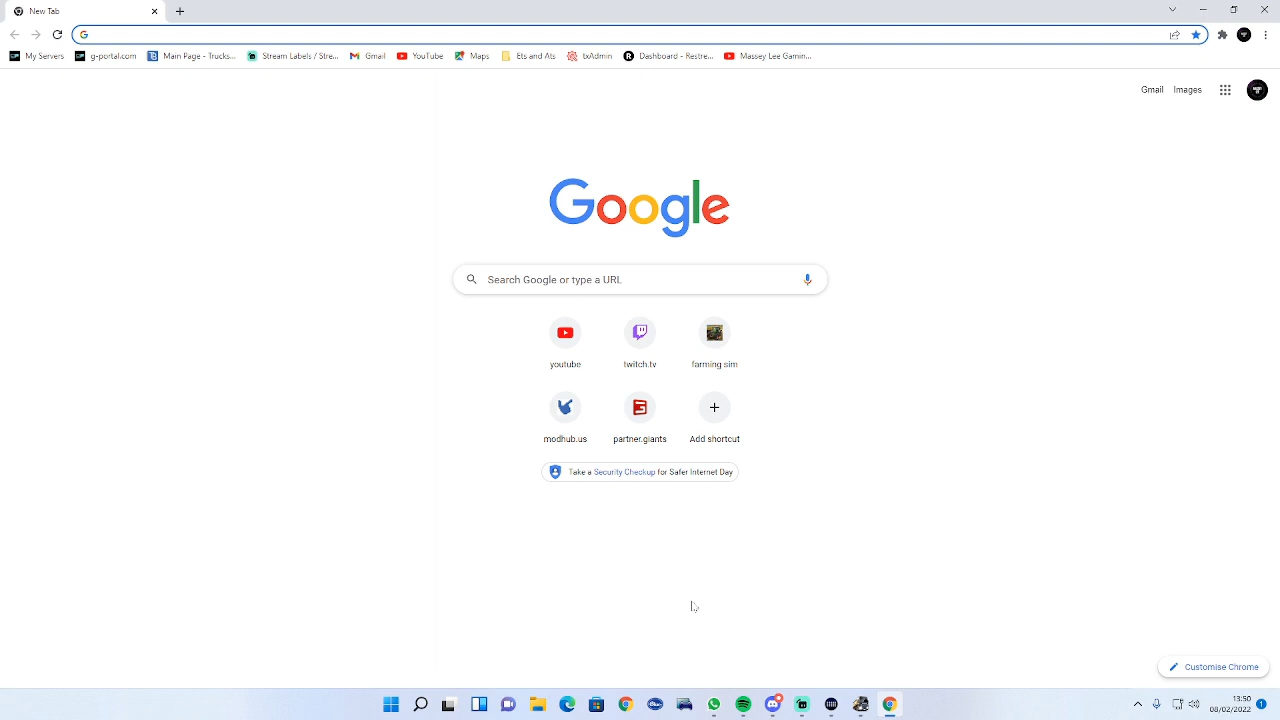 New Tab
My Servers
g-portal.com
Main Page - Trucks...
Stream Labels / Stre...
Gmail
YouTube
Maps
Ets and Ats
txAdmin
Dashboard - Restre...
Massey Lee Gamin...
Gmail
Images
Google
Search Google or type a URL
youtube
twitch.tv
farming sim
modhub.us
partner.giants
Add shortcut
Take a Security Checkup for Safer Internet Day
Customise Chrome
13:50
08/02/2022
1